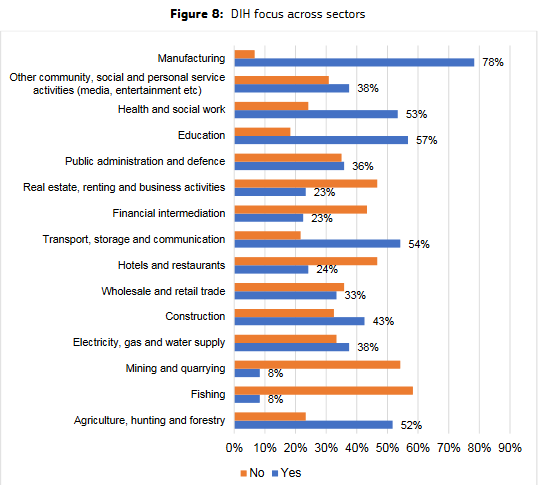 Figure 8: DIH focus across sectors
Manufacturing
78%
Other community, social and personal service
activities (media, entertainment etc)
38%
Health and social work
53%
Education
57%
Public administration and defence
36%
Real estate, renting and business activities
23%
Financial intermediation
23%
Transport, storage and communication
54%
Hotels and restaurants
24%
Wholesale and retail trade
33%
Construction
43%
Electricity, gas and water supply
38%
Mining and quarrying
8%
Fishing
8%
Agriculture, hunting and forestry
52%
0% 10% 20% 30% 40% 50% 60% 70% 80% 90%
No Yes